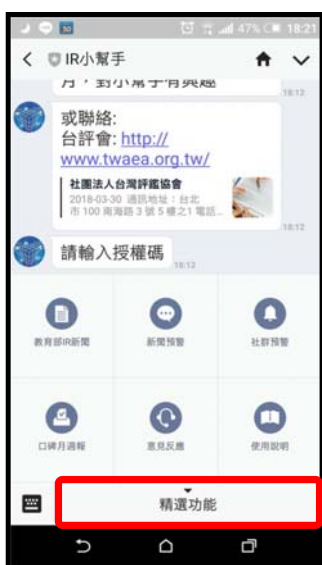 47% 18:21
IR小幫手
月,對小幫手有興趣
18:12
或聯絡:
台評會: http://
www.twaea.org.tw/
社團法人台灣評鑑協會
2018-03-30 通訊地址:台北
市 100 南海路 3 號 5 樓之1 電話...
18:12
請輸入授權碼
18:12
教育部IR新聞 新聞預警 社群預警
口碑月週報 意見反應 使用說明
精選功能